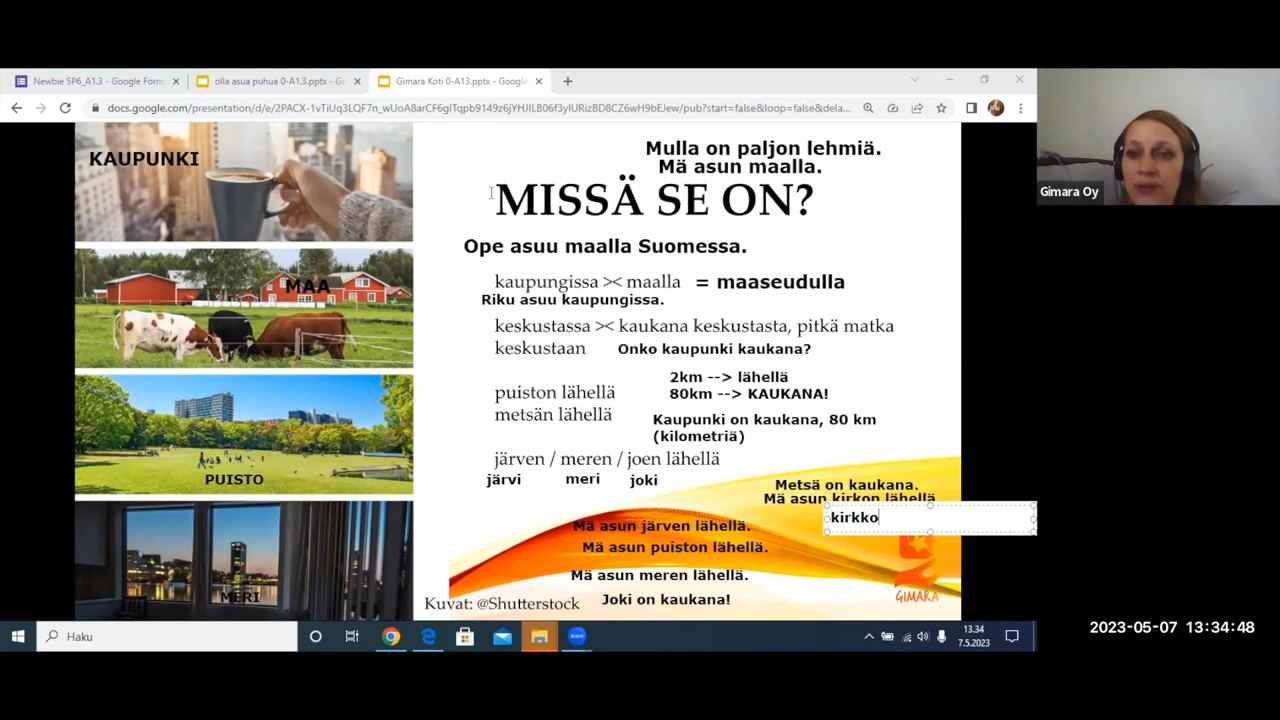 Newbie SP6_A1.3 - Google Form
olla asua puhua 0-A1.3.pptx - Go
Gimara Koti 0-A13.pptx - Google
docs.google.com/presentation/d/e/2PACX-1vTiUq3LQF7n_wUoA8arCF6glTqpb9149z6jYHJILB06f3ylURizBD8CZ6wH9bEJew/pub?start=false&loop=false&dela...
KAUPUNKI
Mulla on paljon lehmiä.
Mä asun maalla.
MISSÄ SE ON?
Gimara Oy
Ope asuu maalla Suomessa.
MAA
kaupungissa >< maalla = maaseudulla
Riku asuu kaupungissa.
keskustassa >< kaukana keskustasta, pitkä matka
keskustaan Onko kaupunki kaukana?
2km --> lähellä
puiston lähellä 80km --> KAUKANA!
metsän lähellä Kaupunki on kaukana, 80 km
(kilometriä)
PUISTO
järven / meren / joen lähellä
järvi meri joki
Metsä on kaukana.
Mä asun kirkon lähellä
kirkko
Mä asun järven lähellä.
Mä asun puiston lähellä.
Mä asun meren lähellä.
MERI
Kuvat: @Shutterstock Joki on kaukana!
GIMARA
Haku
zoom
13.34
7.5.2023
2023-05-07 13:34:48